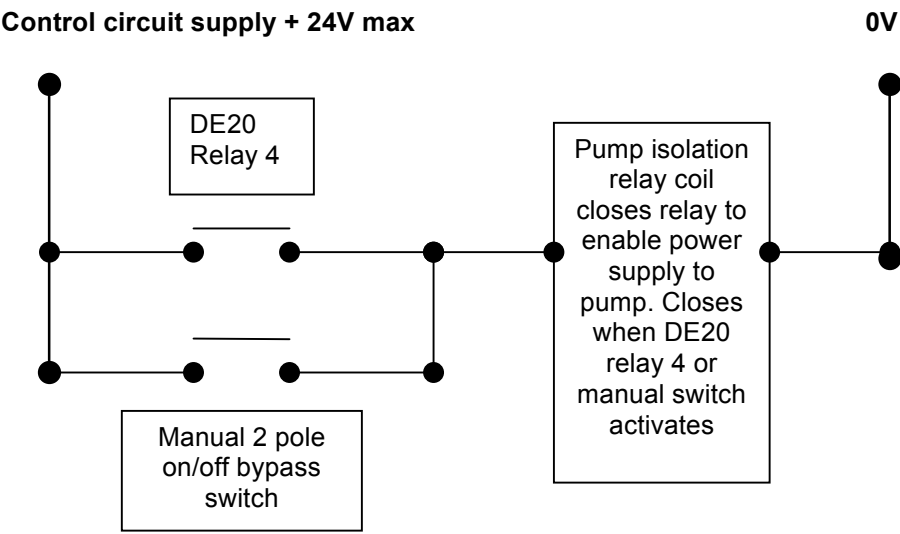 Control circuit supply + 24V max
0V
DE20
Relay 4
Pump isolation
relay coil
closes relay to
enable power
supply to
pump. Closes
when DE20
relay 4 or
manual switch
activates
Manual 2 pole
on/off bypass
switch